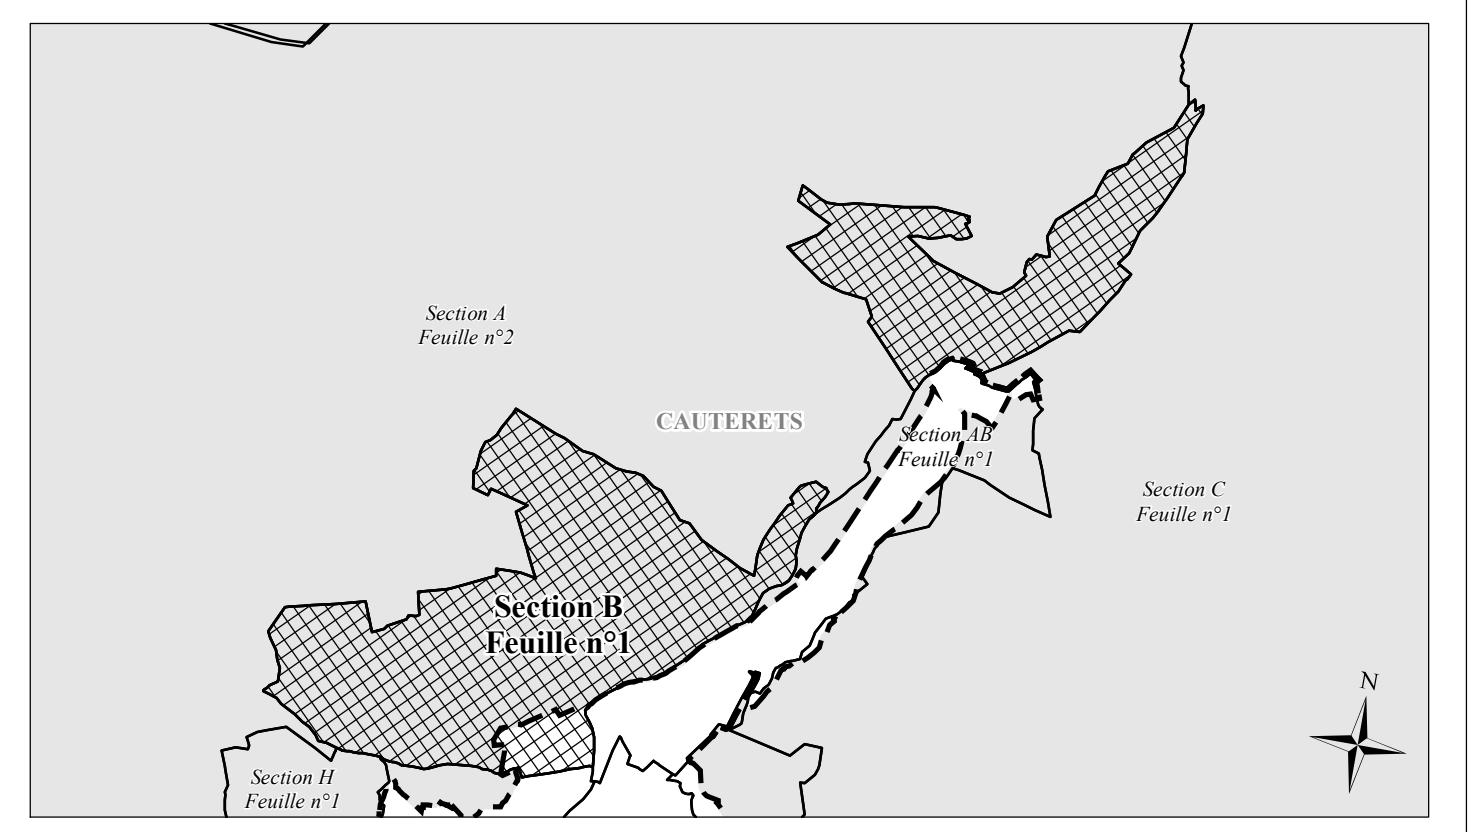 Section A
Feuille n°2
CAUTERETS
Section AB
Feuille n°1
Section C
Feuille n°1
Section B
Feuille n°1
N
Section H
Feuille n°1